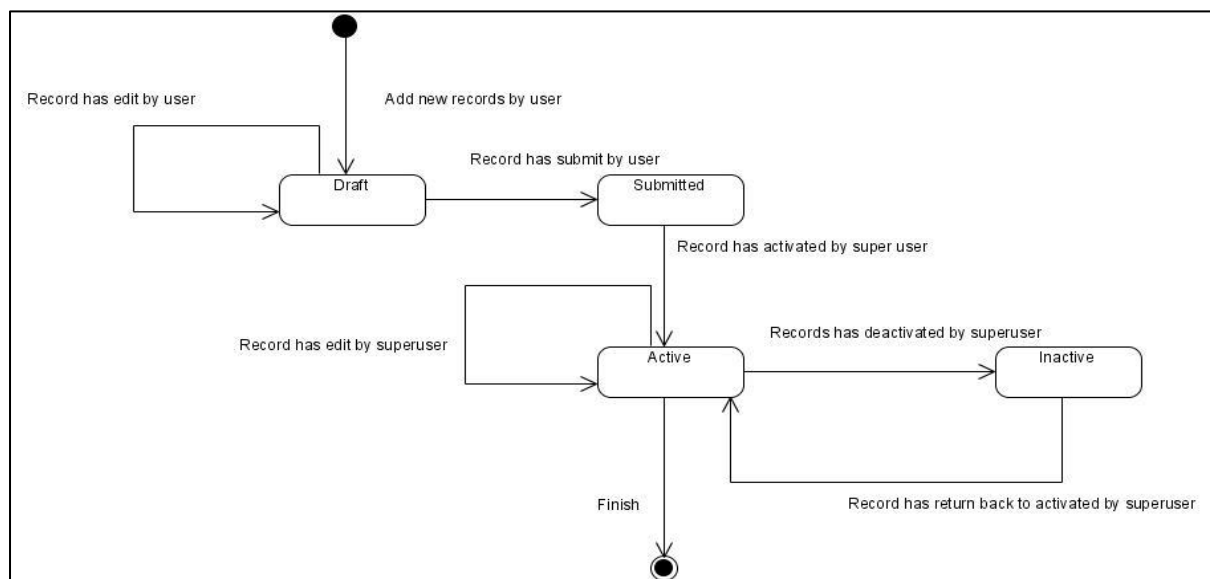 Record has edit by user
Add new records by user
Record has submit by user
Draft
Submitted
Record has activated by super user
Record has edit by superuser
Records has deactivated by superuser
Active
Inactive
Finish
Record has return back to activated by superuser